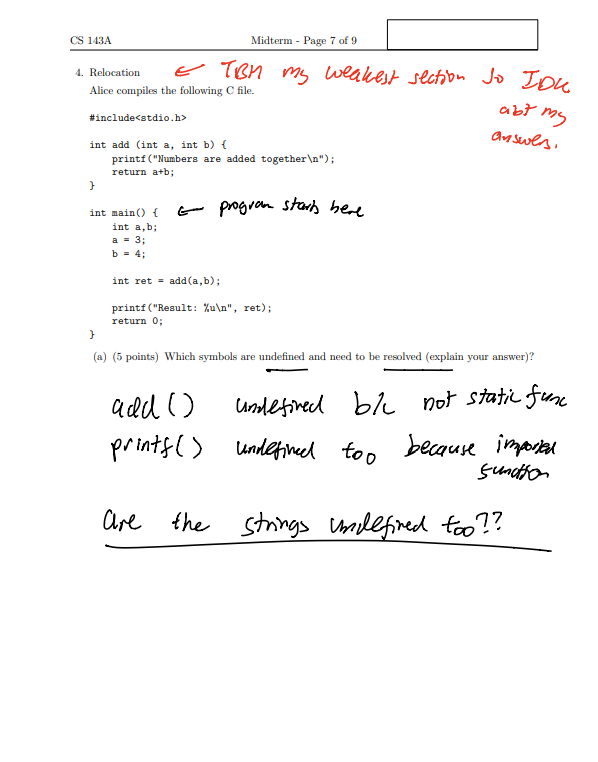 CS 143A Midterm - Page 7 of 9
4. Relocation ← TBH my weakest section so IDK
Alice compiles the following C file. abt my
answers.
#include<stdio.h>
int add (int a, int b) {
printf("Numbers are added together\n");
return a+b;
}
int main() { ← program starts here
int a,b;
a = 3;
b = 4;
int ret = add(a,b);
printf("Result: %u\n", ret);
return 0;
}
(a) (5 points) Which symbols are undefined and need to be resolved (explain your answer)?
add() undefined b/c not static func
printf() undefined too because imported
function
are the strings undefined too??